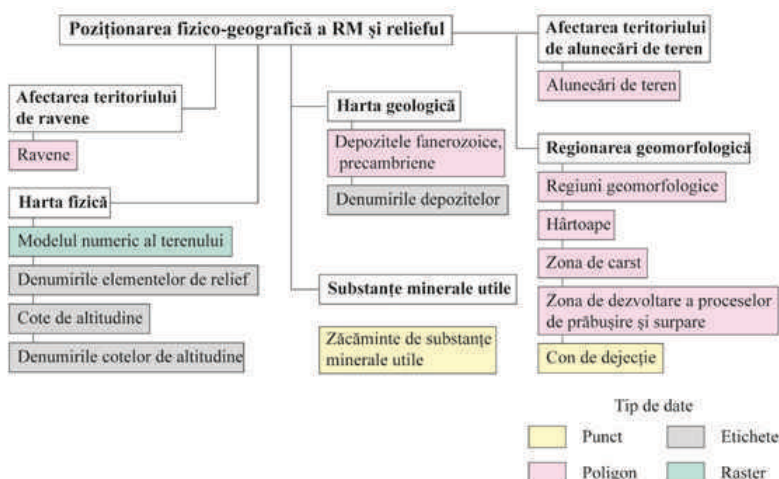 Poziționarea fizico-geografică a RM și relieful
Afectarea teritoriului
de ravene
Ravene
Harta fizică
Modelul numeric al terenului
Denumirile elementelor de relief
Cote de altitudine
Denumirile cotelor de altitudine
Harta geologică
Depozitele fanerozoice,
precambriene
Denumirile depozitelor
Substanțe minerale utile
Zăcăminte de substanțe
minerale utile
Afectarea teritoriului
de alunecări de teren
Alunecări de teren
Regionarea geomorfologică
Regiuni geomorfologice
Hârtoape
Zona de carst
Zona de dezvoltare a proceselor
de prăbușire și surpare
Con de dejecție
Tip de date
Punct
Etichete
Poligon
Raster